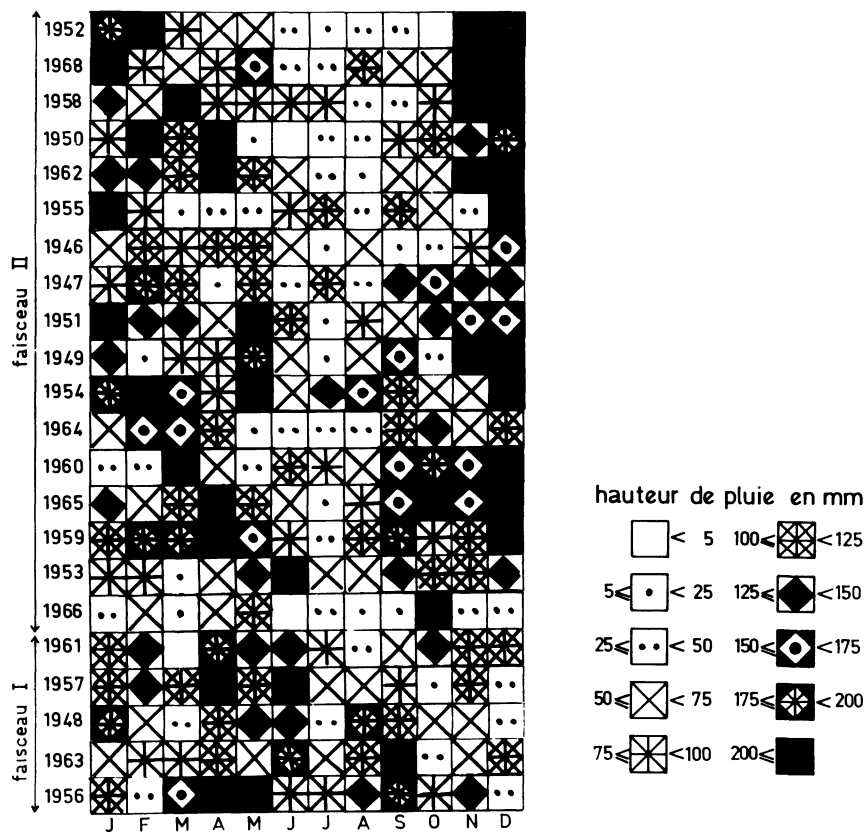 faisceau II
faisceau I
1952
1968
1958
1950
1962
1955
1946
1947
1951
1949
1954
1964
1960
1965
1959
1953
1966
1961
1957
1948
1963
1956
J F M A M J J A S O N D
hauteur de pluie en mm
< 5 100⩽ <125
5⩽ < 25 125⩽ <150
25⩽ < 50 150⩽ <175
50⩽ < 75 175⩽ <200
75⩽ <100 200⩽